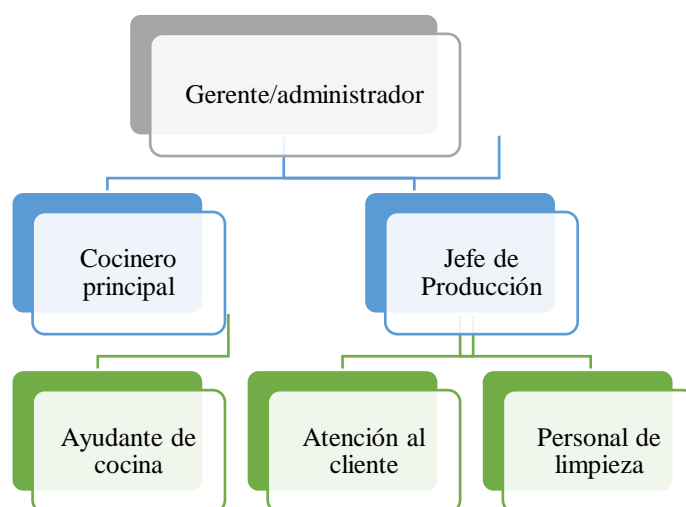 Gerente/administrador
Cocinero
principal
Jefe de
Producción
Ayudante de
cocina
Atención al
cliente
Personal de
limpieza